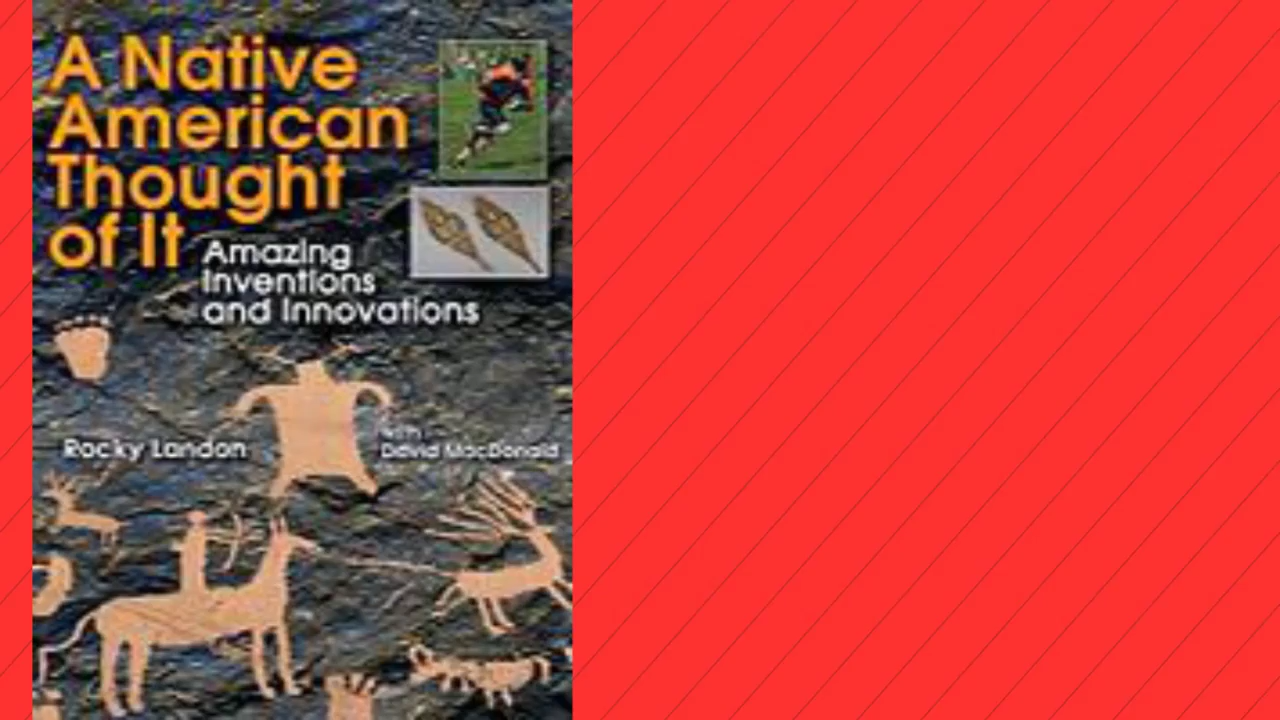 A Native
American
Thought
of It
Amazing
Inventions
and Innovations
Rocky Landon
with
David MacDonald